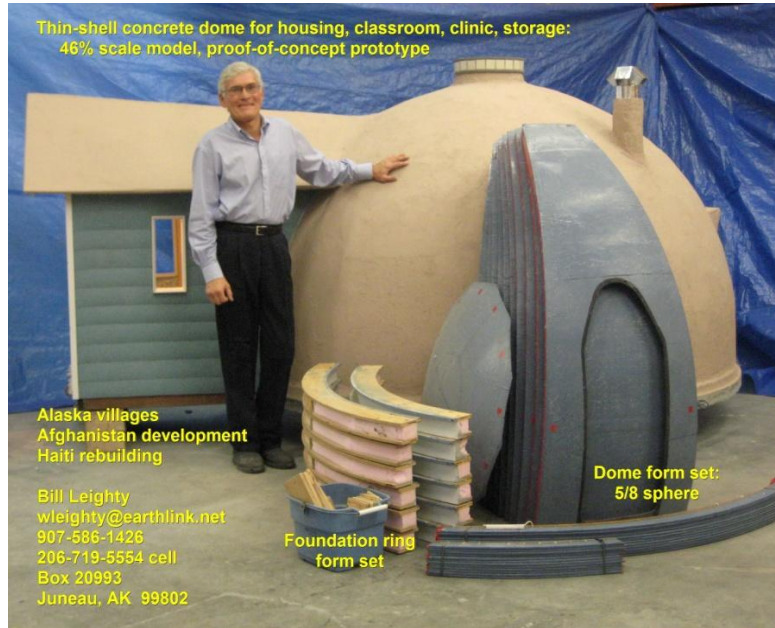 Thin-shell concrete dome for housing, classroom, clinic, storage:
46% scale model, proof-of-concept prototype
Alaska villages
Afghanistan development
Haiti rebuilding
Bill Leighty
wleighty@earthlink.net
907-586-1426
206-719-5554 cell
Box 20993
Juneau, AK  99802
Foundation ring
form set
Dome form set:
5/8 sphere